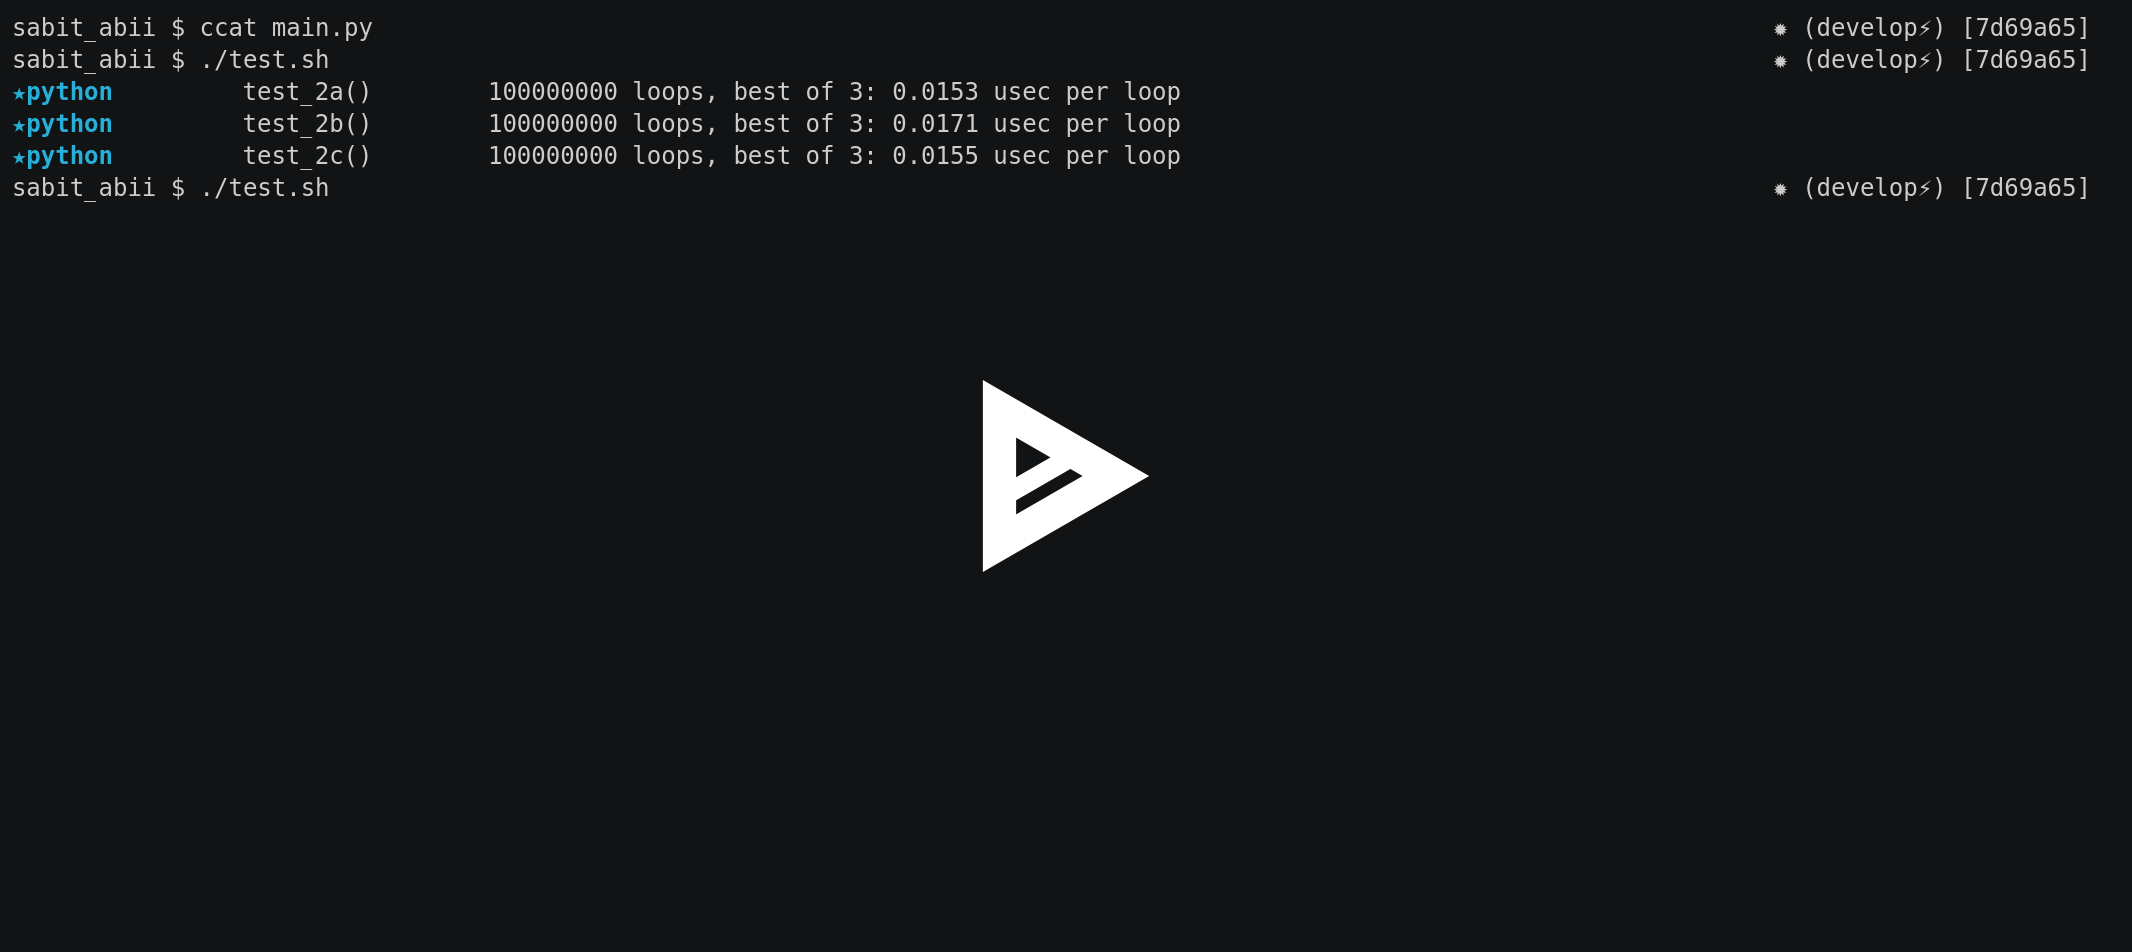 sabit_abii $ ccat main.py ✹ (develop⚡) [7d69a65]
sabit_abii $ ./test.sh ✹ (develop⚡) [7d69a65]
★python test_2a() 100000000 loops, best of 3: 0.0153 usec per loop
★python test_2b() 100000000 loops, best of 3: 0.0171 usec per loop
★python test_2c() 100000000 loops, best of 3: 0.0155 usec per loop
sabit_abii $ ./test.sh ✹ (develop⚡) [7d69a65]